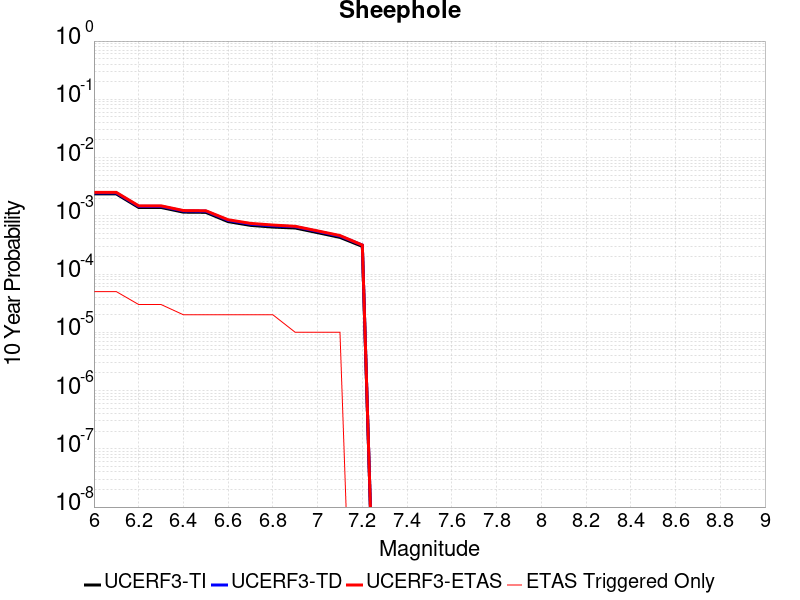 Sheephole
10 Year Probability
10^0
10^-1
10^-2
10^-3
10^-4
10^-5
10^-6
10^-7
10^-8
6 6.2 6.4 6.6 6.8 7 7.2 7.4 7.6 7.8 8 8.2 8.4 8.6 8.8 9
Magnitude
UCERF3-TI UCERF3-TD UCERF3-ETAS ETAS Triggered Only